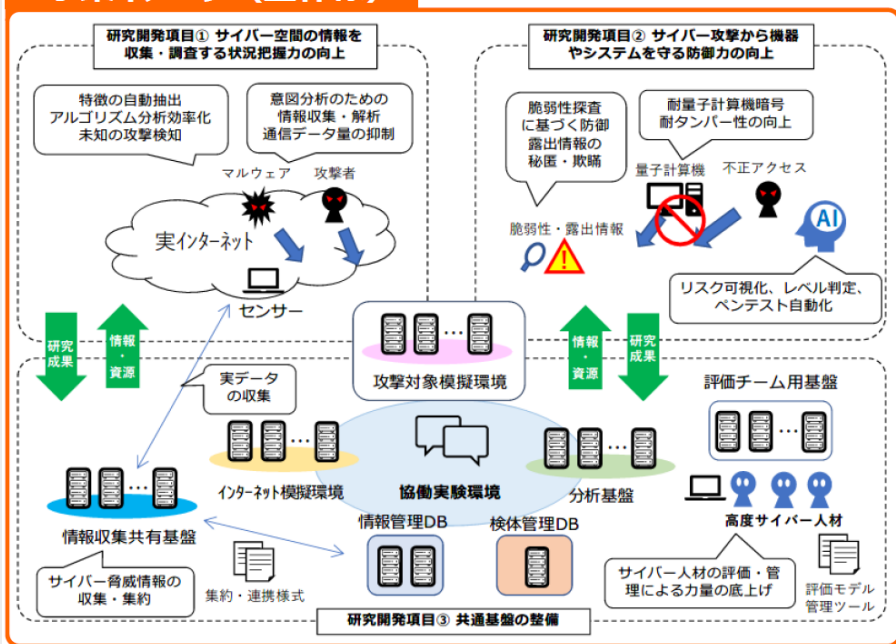 研究開発項目① サイバー空間の情報を
収集・調査する状況把握力の向上
研究開発項目② サイバー攻撃から機器
やシステムを守る防御力の向上
特徴の自動抽出
アルゴリズム分析効率化
未知の攻撃検知
意図分析のための
情報収集・解析
通信データ量の抑制
マルウェア
攻撃者
実インターネット
センサー
脆弱性探査
に基づく防御
露出情報の
秘匿・欺瞞
耐量子計算機暗号
耐タンパー性の向上
量子計算機
不正アクセス
脆弱性・露出情報
AI
リスク可視化、レベル判定、
ペンテスト自動化
研究
成果
情報
・
資源
攻撃対象模擬環境
情報
・
資源
研究
成果
実データ
の収集
評価チーム用基盤
インターネット模擬環境
協働実験環境
分析基盤
情報収集共有基盤
情報管理DB
検体管理DB
高度サイバー人材
サイバー脅威情報の
収集・集約
集約・連携様式
サイバー人材の評価・管
理による力量の底上げ
評価モデル
管理ツール
研究開発項目③ 共通基盤の整備